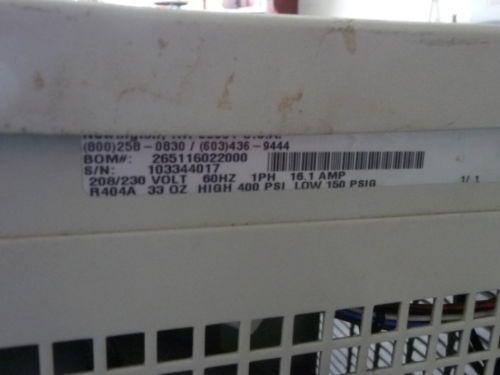 (800)258-0830 / (603)436-9444
BOM#: 265116022000
S/N: 103344017
208/230 VOLT 60HZ 1PH 16.1 AMP
R404A 33 OZ HIGH 400 PSI LOW 150 PSIG
1/ 1